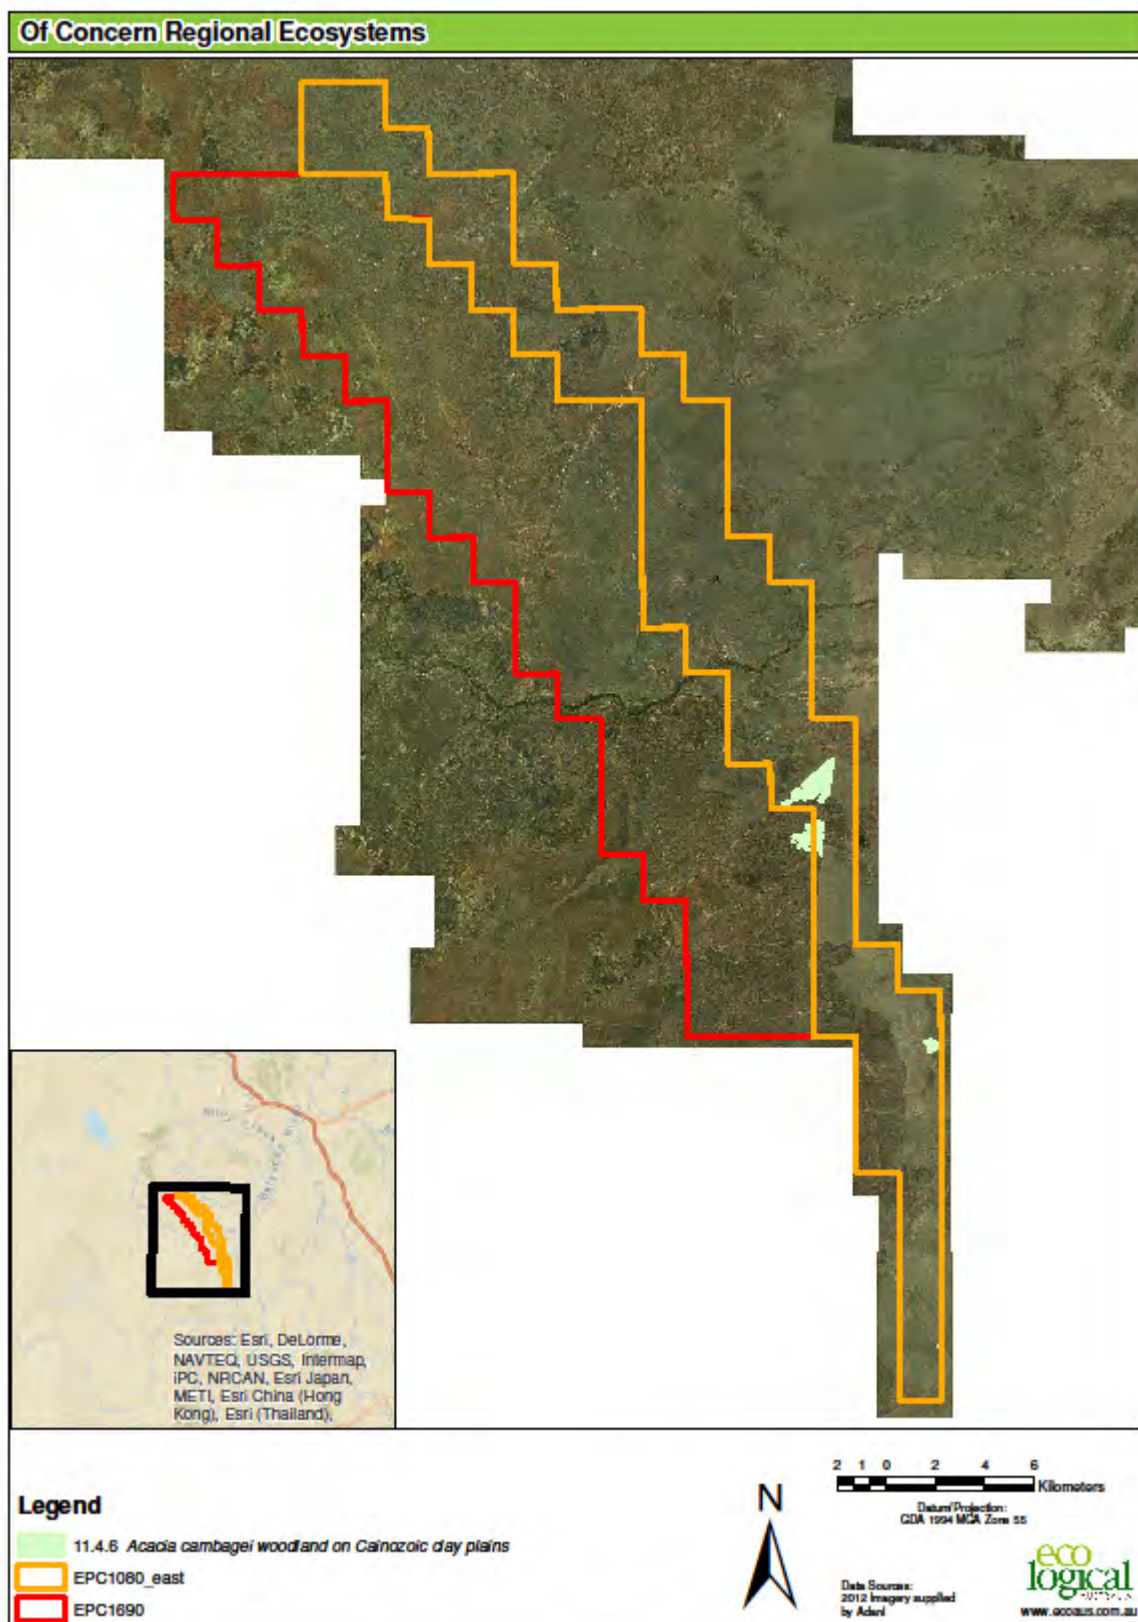 Of Concern Regional Ecosystems
Sources: Esri, DeLorme,
NAVTEQ, USGS, Intermap,
iPC, NRCAN, Esri Japan,
METI, Esri China (Hong
Kong), Esri (Thailand),
Legend
11.4.6 Acacia cambagei woodland on Cainozoic clay plains
EPC1080_east
EPC1690
N
2 1 0 2 4 6
Kilometers
Datum/Projection:
GDA 1994 MGA Zone 55
Data Sources:
2012 Imagery supplied
by Adani
eco
logical
AUSTRALIA
www.ecoaus.com.au